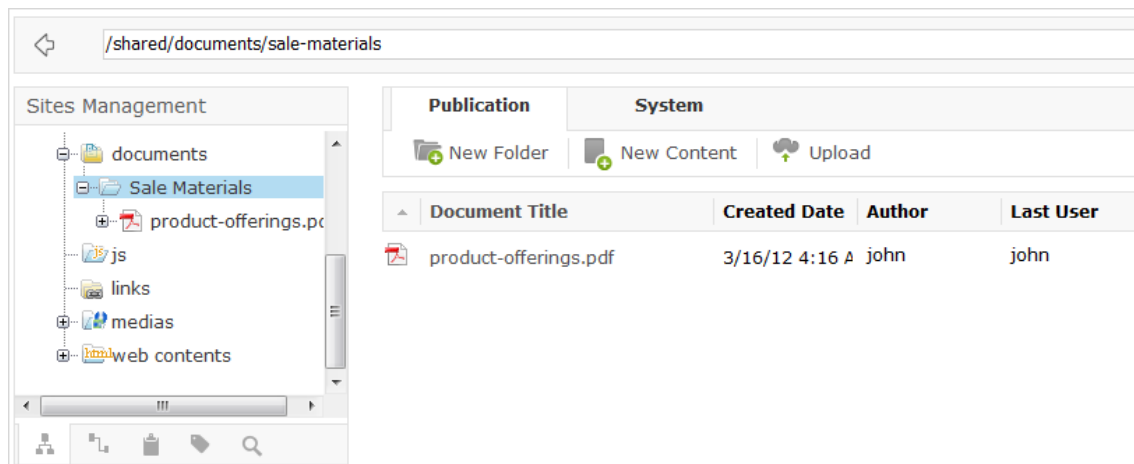 /shared/documents/sale-materials
Sites Management
documents
Sale Materials
product-offerings.pd
js
links
medias
html web contents
Publication System
New Folder New Content Upload
Document Title Created Date Author Last User
product-offerings.pdf 3/16/12 4:16 A john john